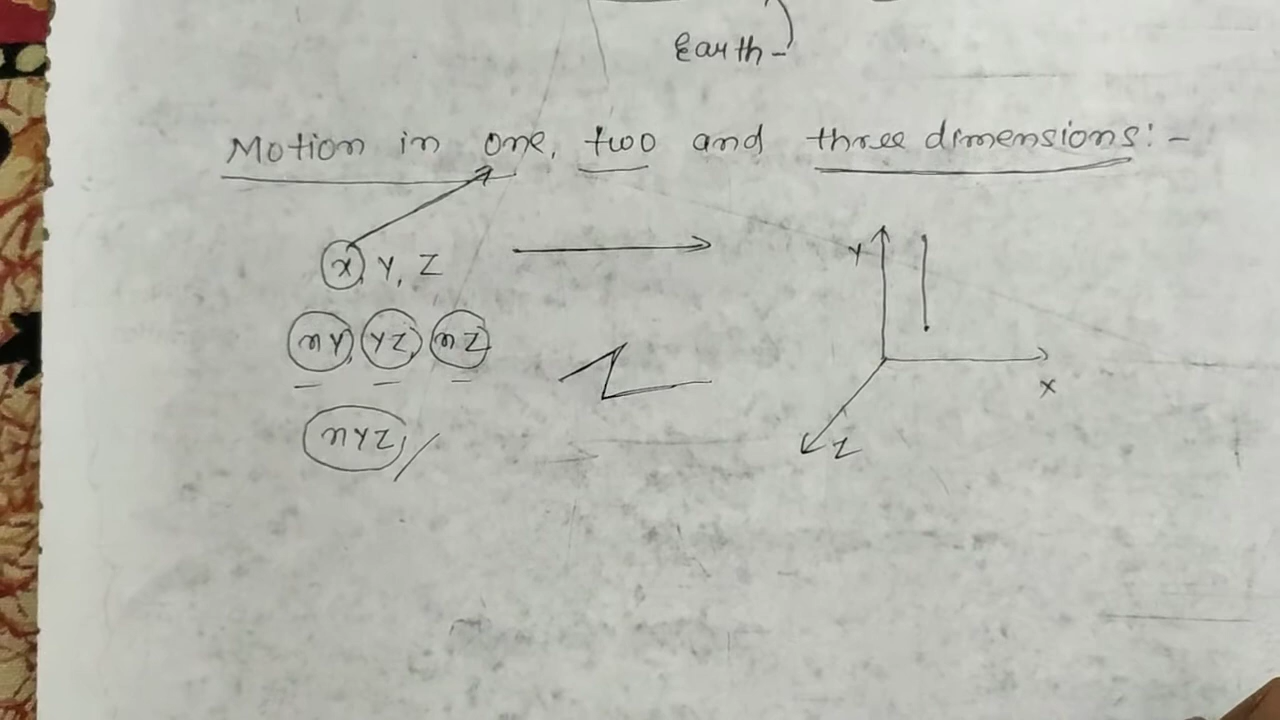 Earth
Motion in one, two and three dimensions:-
x, Y, Z
xY, YZ, xZ
xYZ
Y
X
Z